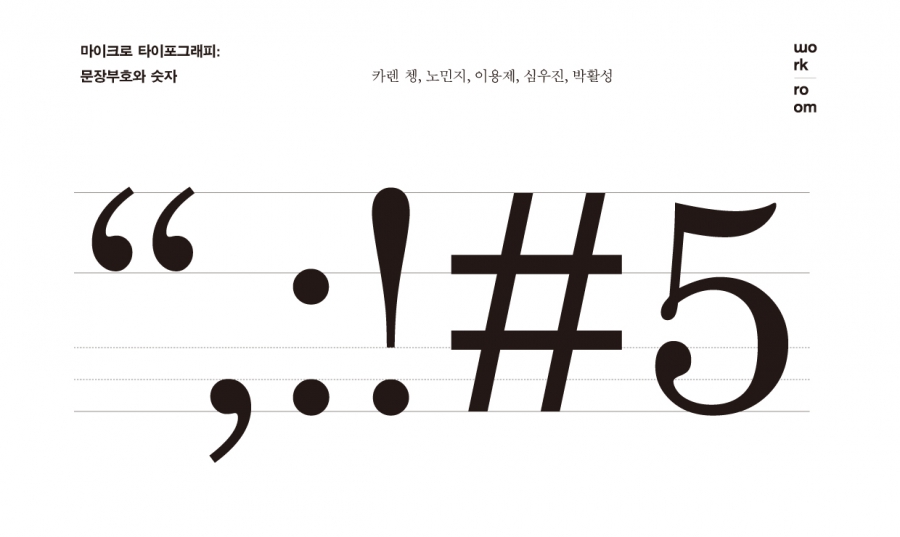 마이크로 타이포그래피:
문장부호와 숫자
카렌 쳉, 노민지, 이용제, 심우진, 박활성
wo
rk
ro
om
“,:!#5